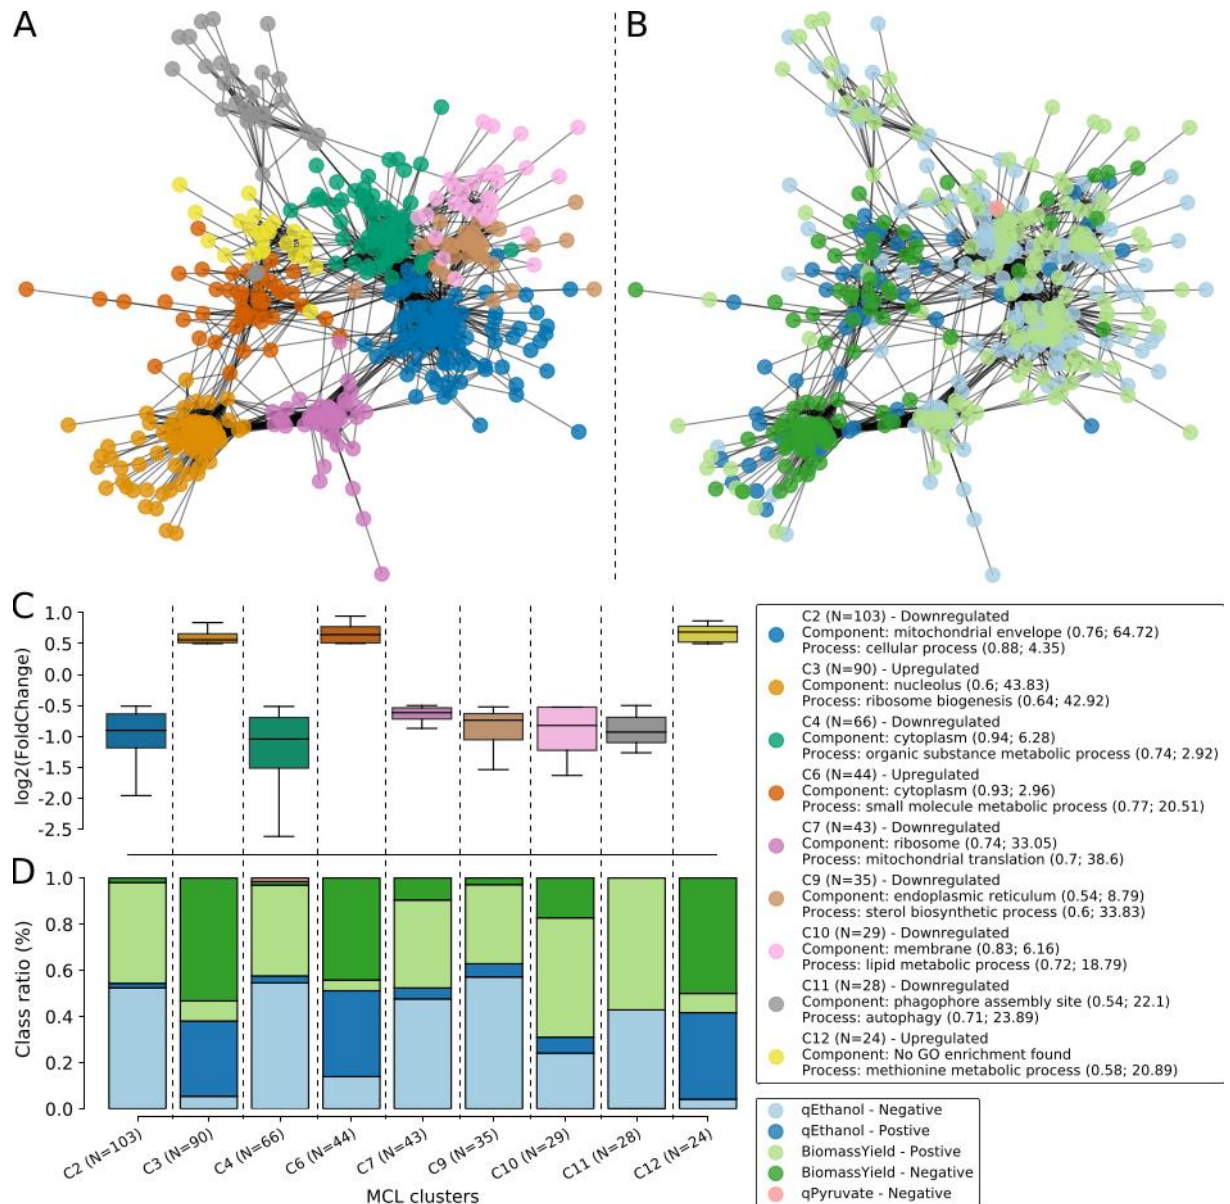 A
B
C
1.0
0.5
0.0
-0.5
-1.0
-1.5
-2.0
-2.5
log2(FoldChange)
D
1.0
0.8
0.6
0.4
0.2
0.0
Class ratio (%)
C2 (N=103)
C3 (N=90)
C4 (N=66)
C6 (N=44)
C7 (N=43)
C9 (N=35)
C10 (N=29)
C11 (N=28)
C12 (N=24)
MCL clusters
C2 (N=103) - Downregulated
Component: mitochondrial envelope (0.76; 64.72)
Process: cellular process (0.88; 4.35)
C3 (N=90) - Upregulated
Component: nucleolus (0.6; 43.83)
Process: ribosome biogenesis (0.64; 42.92)
C4 (N=66) - Downregulated
Component: cytoplasm (0.94; 6.28)
Process: organic substance metabolic process (0.74; 2.92)
C6 (N=44) - Upregulated
Component: cytoplasm (0.93; 2.96)
Process: small molecule metabolic process (0.77; 20.51)
C7 (N=43) - Downregulated
Component: ribosome (0.74; 33.05)
Process: mitochondrial translation (0.7; 38.6)
C9 (N=35) - Downregulated
Component: endoplasmic reticulum (0.54; 8.79)
Process: sterol biosynthetic process (0.6; 33.83)
C10 (N=29) - Downregulated
Component: membrane (0.83; 6.16)
Process: lipid metabolic process (0.72; 18.79)
C11 (N=28) - Downregulated
Component: phagophore assembly site (0.54; 22.1)
Process: autophagy (0.71; 23.89)
C12 (N=24) - Upregulated
Component: No GO enrichment found
Process: methionine metabolic process (0.58; 20.89)
qEthanol - Negative
qEthanol - Postive
BiomassYield - Postive
BiomassYield - Negative
qPyruvate - Negative